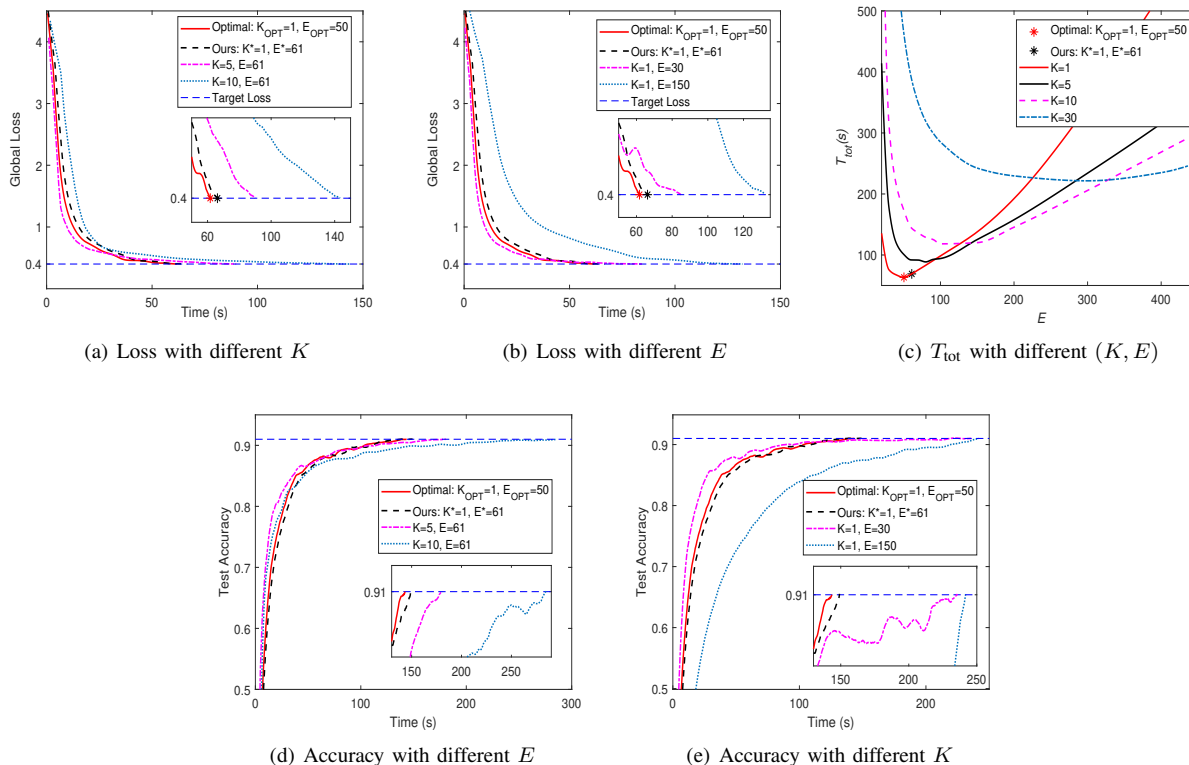 Optimal: K_OPT=1, E_OPT=50
Ours: K*=1, E*=61
K=5, E=61
K=10, E=61
Target Loss
Global Loss
4
3
2
1
0.4
0.4
60
80
100
120
140
0
50
100
150
Time (s)
(a) Loss with different K
Optimal: K_OPT=1, E_OPT=50
Ours: K*=1, E*=61
K=1, E=30
K=1, E=150
Target Loss
Global Loss
4
3
2
1
0.4
0.4
60
80
100
120
0
50
100
150
Time (s)
(b) Loss with different E
Optimal: K_OPT=1, E_OPT=50
Ours: K*=1, E*=61
K=1
K=5
K=10
K=30
T_tot(s)
500
400
300
200
100
100
200
300
400
E
(c) T_tot with different (K, E)
Optimal: K_OPT=1, E_OPT=50
Ours: K*=1, E*=61
K=5, E=61
K=10, E=61
Test Accuracy
0.9
0.8
0.7
0.6
0.5
0.91
150
200
250
0
100
200
300
Time (s)
(d) Accuracy with different E
Optimal: K_OPT=1, E_OPT=50
Ours: K*=1, E*=61
K=1, E=30
K=1, E=150
Test Accuracy
0.9
0.8
0.7
0.6
0.5
0.91
150
200
250
0
100
200
Time (s)
(e) Accuracy with different K